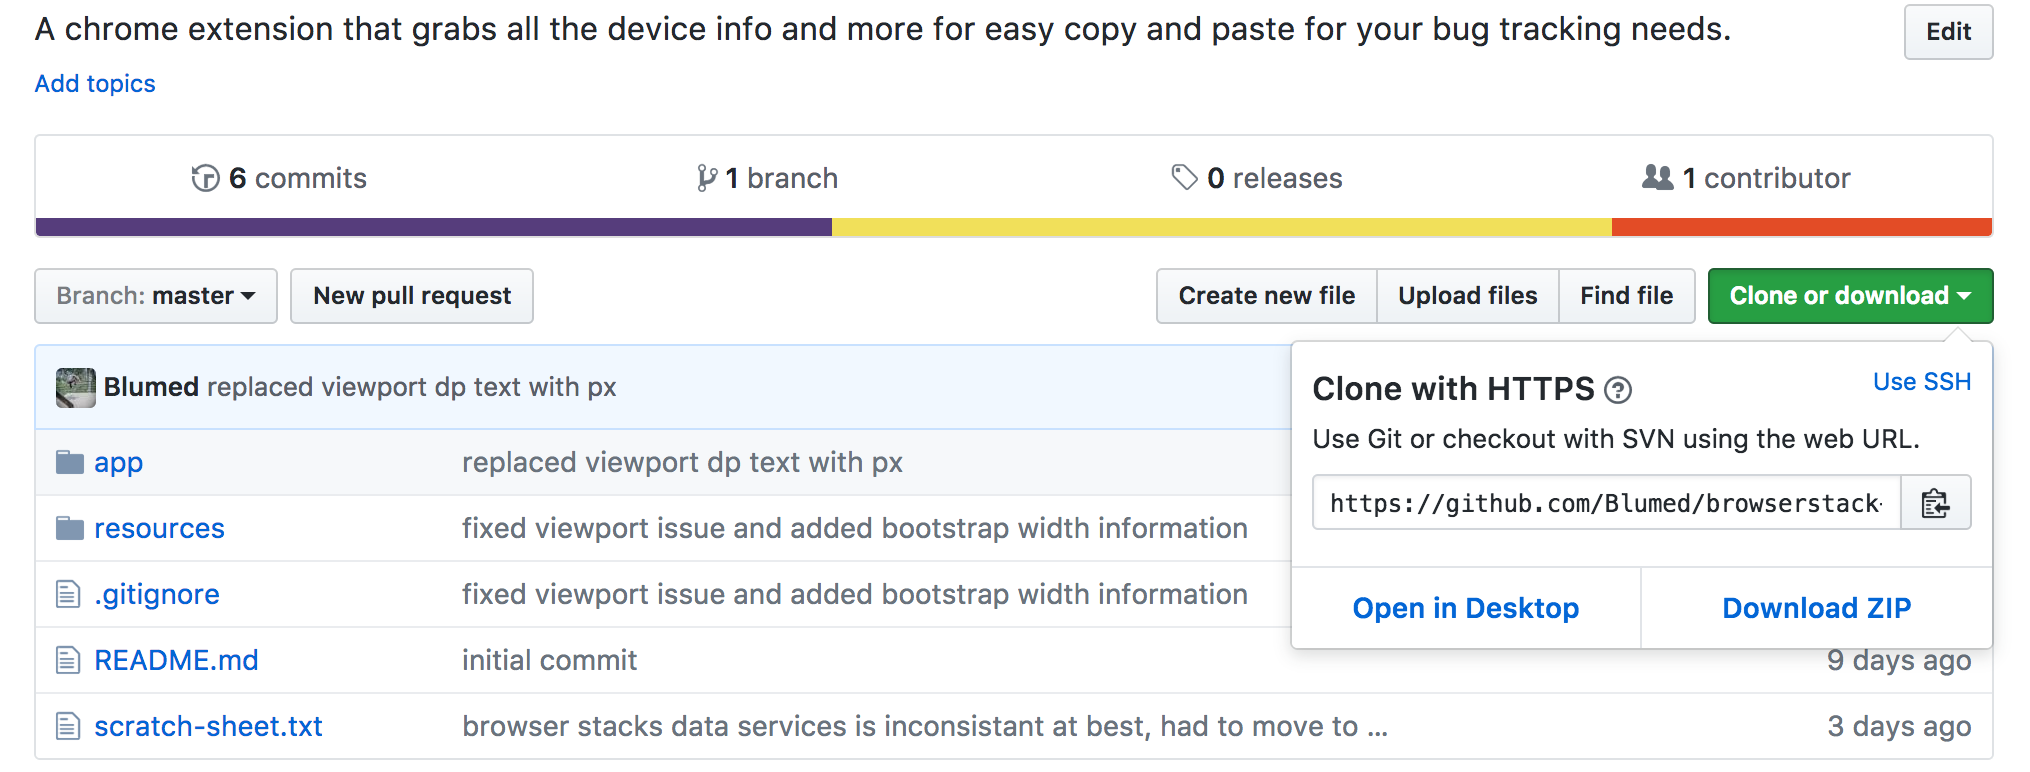 A chrome extension that grabs all the device info and more for easy copy and paste for your bug tracking needs.
Edit
Add topics
6 commits
1 branch
0 releases
1 contributor
Branch: master
New pull request
Create new file
Upload files
Find file
Clone or download
Blumed replaced viewport dp text with px
Clone with HTTPS
Use SSH
Use Git or checkout with SVN using the web URL.
https://github.com/Blumed/browserstack-
Open in Desktop
Download ZIP
app replaced viewport dp text with px
resources fixed viewport issue and added bootstrap width information
.gitignore fixed viewport issue and added bootstrap width information
README.md initial commit 9 days ago
scratch-sheet.txt browser stacks data services is inconsistant at best, had to move to ... 3 days ago